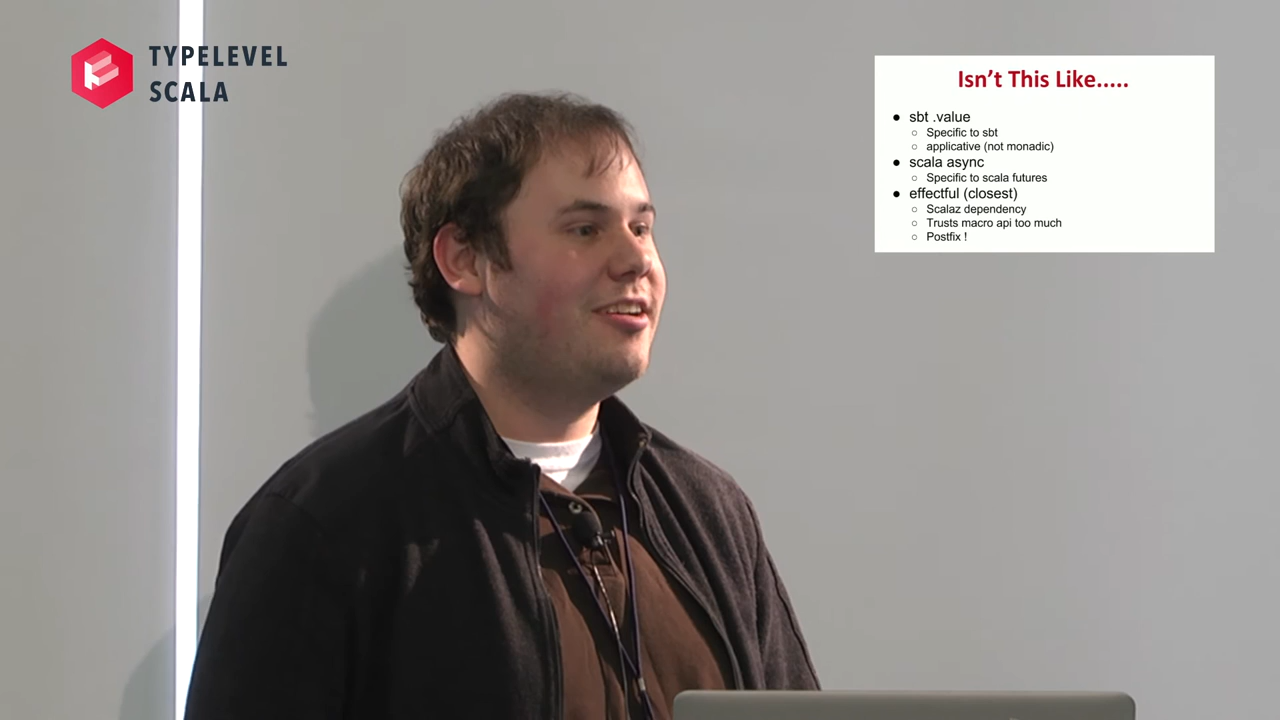 TYPELEVEL
SCALA
Isn't This Like.....
● sbt .value
○ Specific to sbt
○ applicative (not monadic)
● scala async
○ Specific to scala futures
● effectful (closest)
○ Scalaz dependency
○ Trusts macro api too much
○ Postfix !